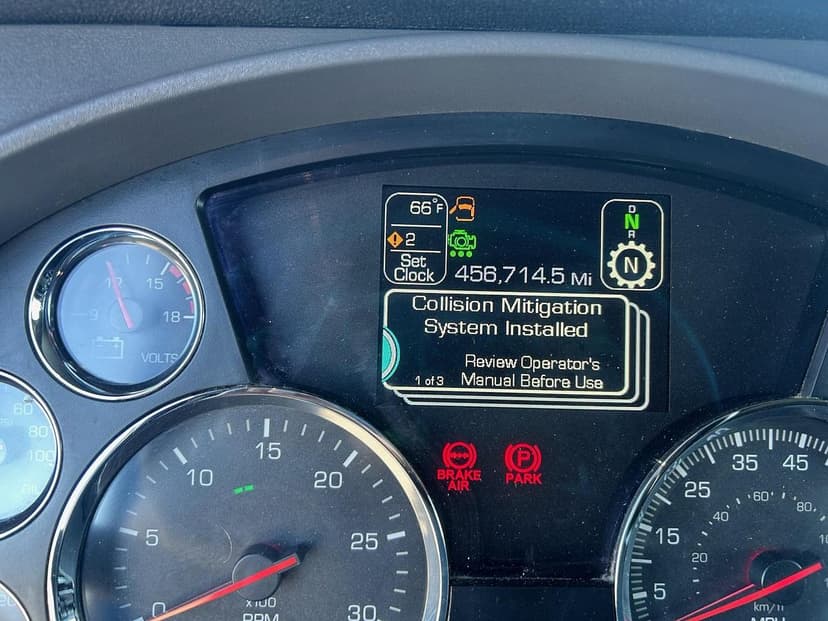 66°F
2
Set
Clock
456,714.5 Mi
D
N
R
N
Collision Mitigation
System Installed
Review Operator's
1 of 3 Manual Before Use
BRAKE
AIR
P
PARK
9
12
15
18
VOLTS
60
80
100
0
5
10
15
20
25
30
x100
RPM
5
15
25
35
45
20
40
60
80
km/h
MPH